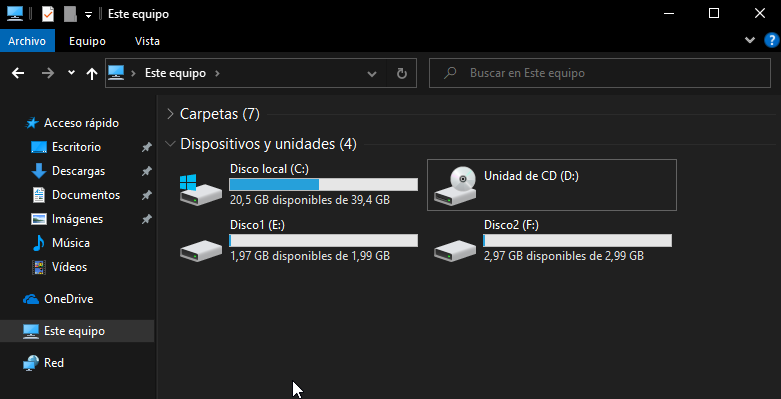 Este equipo
Archivo Equipo Vista
Este equipo
Buscar en Este equipo
Acceso rápido
Escritorio
Descargas
Documentos
Imágenes
Música
Vídeos
OneDrive
Este equipo
Red
Carpetas (7)
Dispositivos y unidades (4)
Disco local (C:)
20,5 GB disponibles de 39,4 GB
Unidad de CD (D:)
Disco1 (E:)
1,97 GB disponibles de 1,99 GB
Disco2 (F:)
2,97 GB disponibles de 2,99 GB